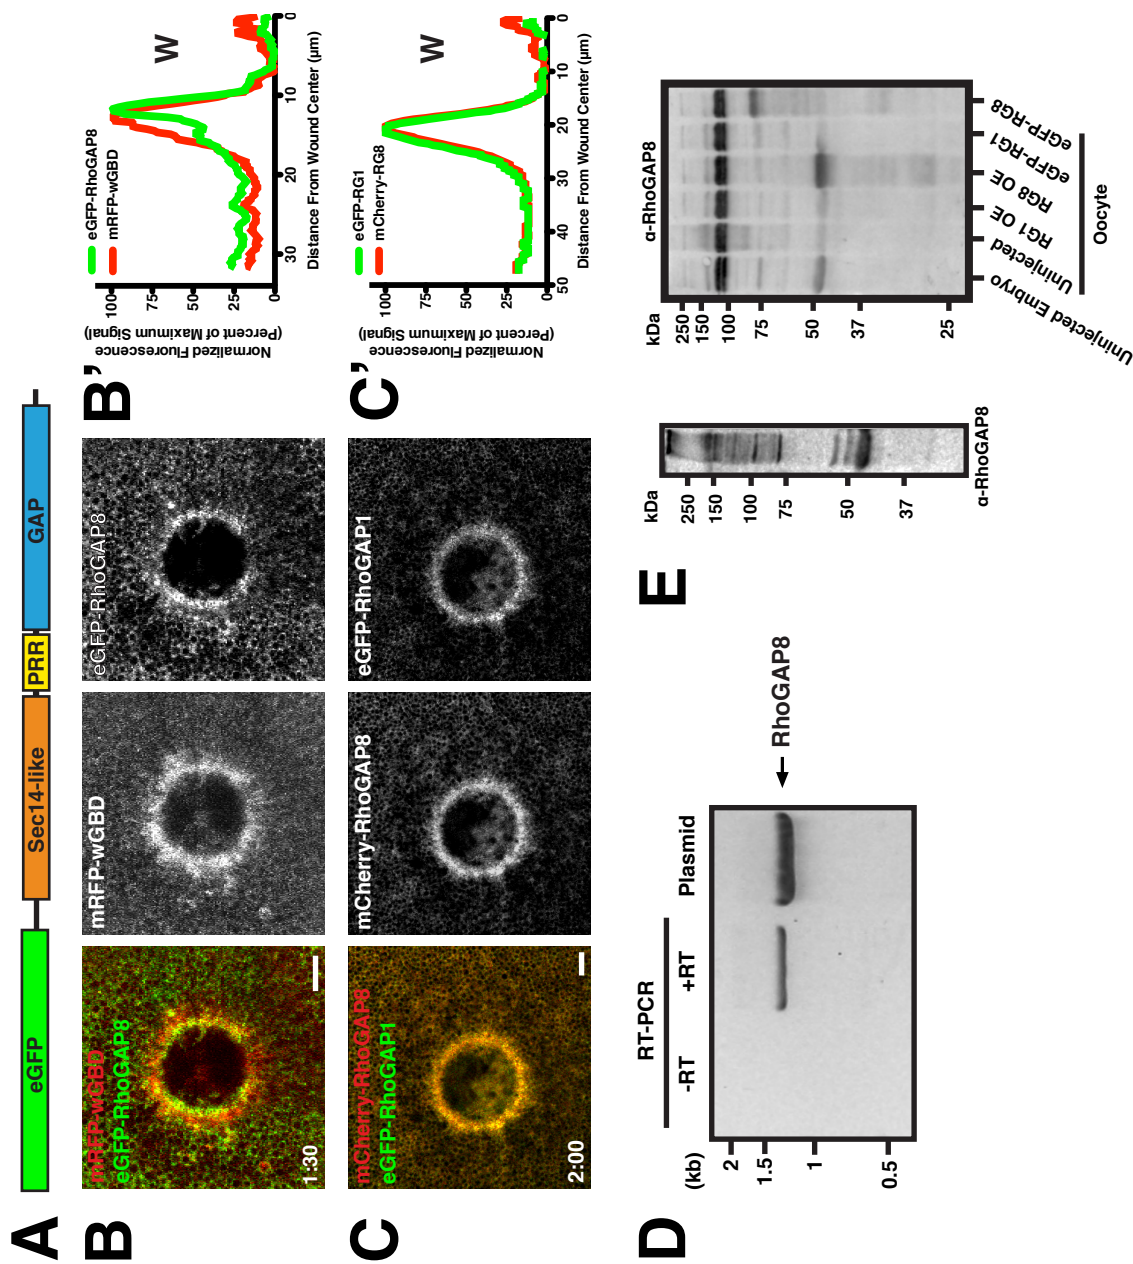 A
eGFP
Sec14-like
PRR
GAP
B
mRFP-wGBD
eGFP-RhoGAP8
1:30
mRFP-wGBD
eGFP-RhoGAP8
B’
eGFP-RhoGAP8
mRFP-wGBD
W
Normalized Fluorescence
(Percent of Maximum Signal)
100
75
50
25
0
30
20
10
0
Distance From Wound Center (µm)
C
mCherry-RhoGAP8
eGFP-RhoGAP1
2:00
mCherry-RhoGAP8
eGFP-RhoGAP1
C’
eGFP-RG1
mCherry-RG8
W
Normalized Fluorescence
(Percent of Maximum Signal)
100
75
50
25
0
50
40
30
20
10
0
Distance From Wound Center (µm)
D
RT-PCR
-RT
+RT
Plasmid
(kb)
2
1.5
1
0.5
RhoGAP8
E
kDa
250
150
100
75
50
37
α-RhoGAP8
α-RhoGAP8
kDa
250
150
100
75
50
37
25
Uninjected Embryo
Uninjected
RG1 OE
RG8 OE
eGFP-RG1
eGFP-RG8
Oocyte